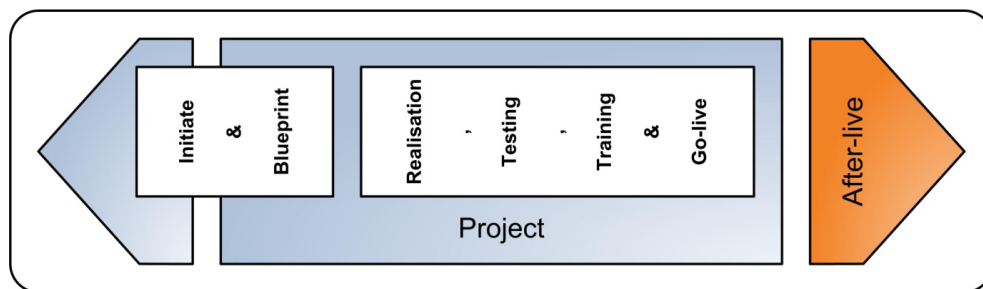 Initiate
&
Blueprint
Realisation
,
Testing
,
Training
&
Go-live
Project
After-live